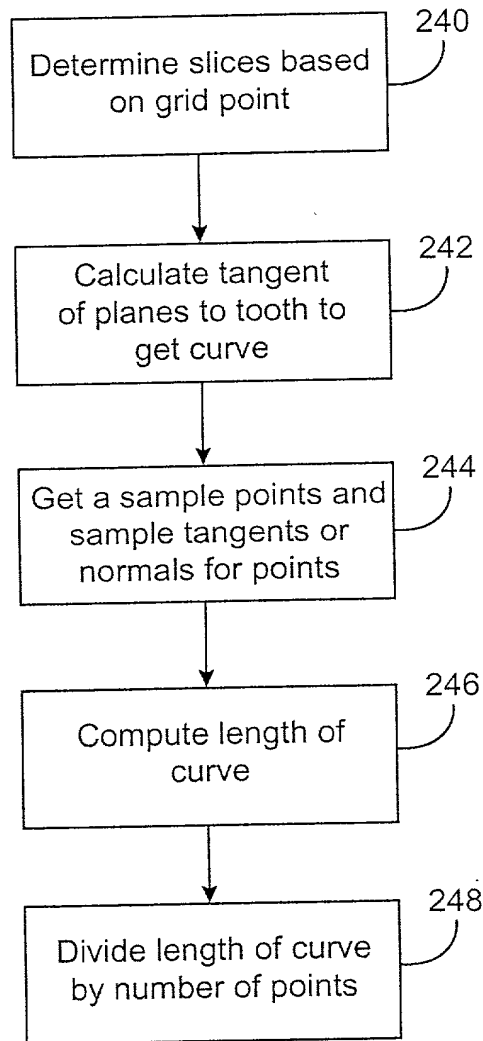 240
Determine slices based
on grid point
242
Calculate tangent
of planes to tooth to
get curve
244
Get a sample points and
sample tangents or
normals for points
246
Compute length of
curve
248
Divide length of curve
by number of points